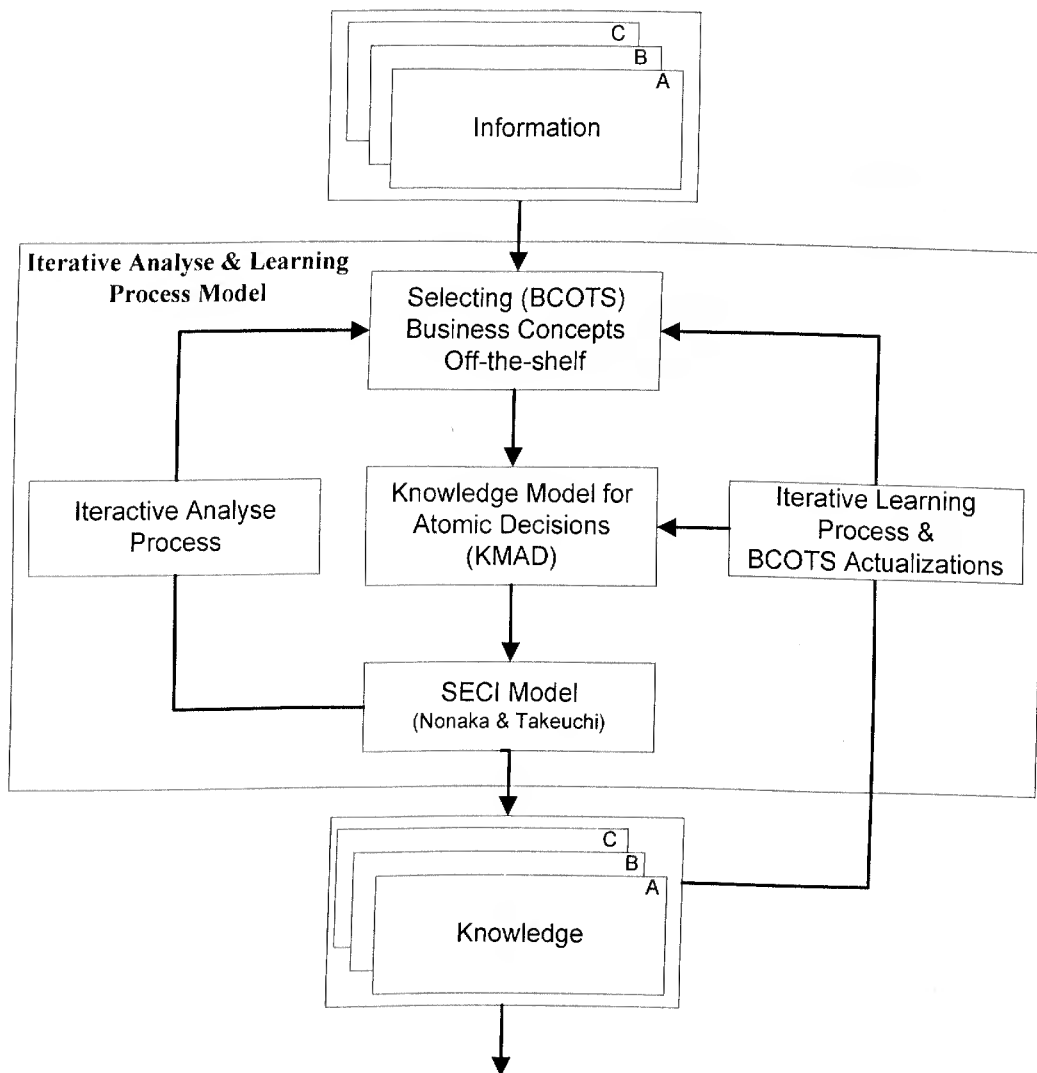 C
B
A
Information
Iterative Analyse & Learning
Process Model
Selecting (BCOTS)
Business Concepts
Off-the-shelf
Iteractive Analyse
Process
Knowledge Model for
Atomic Decisions
(KMAD)
Iterative Learning
Process &
BCOTS Actualizations
SECI Model
(Nonaka & Takeuchi)
C
B
A
Knowledge